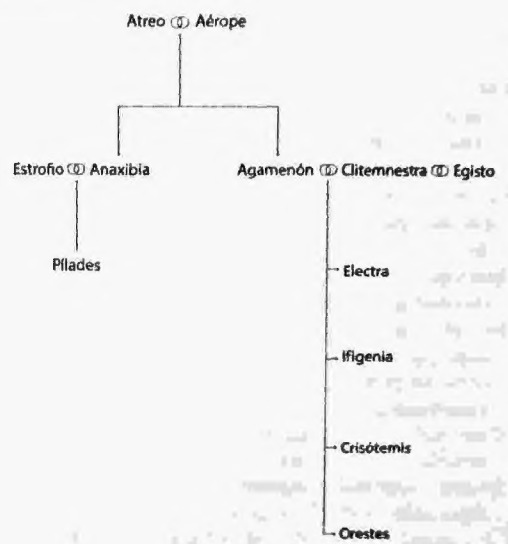 Atreo ⚭ Aérope
Estrofio ⚭ Anaxibia Agamenón ⚭ Clitemnestra ⚭ Egisto
Pílades
Electra
Ifigenia
Crisótemis
Orestes